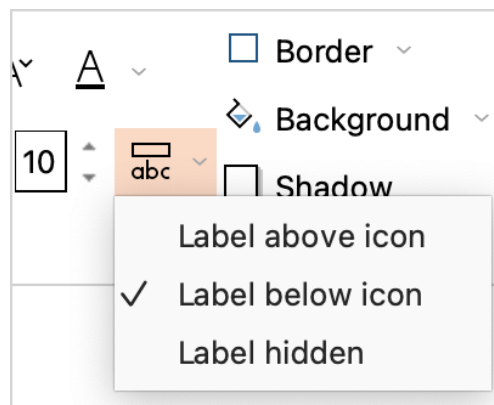 A
Border
Background
10
abc
Shadow
Label above icon
Label below icon
Label hidden